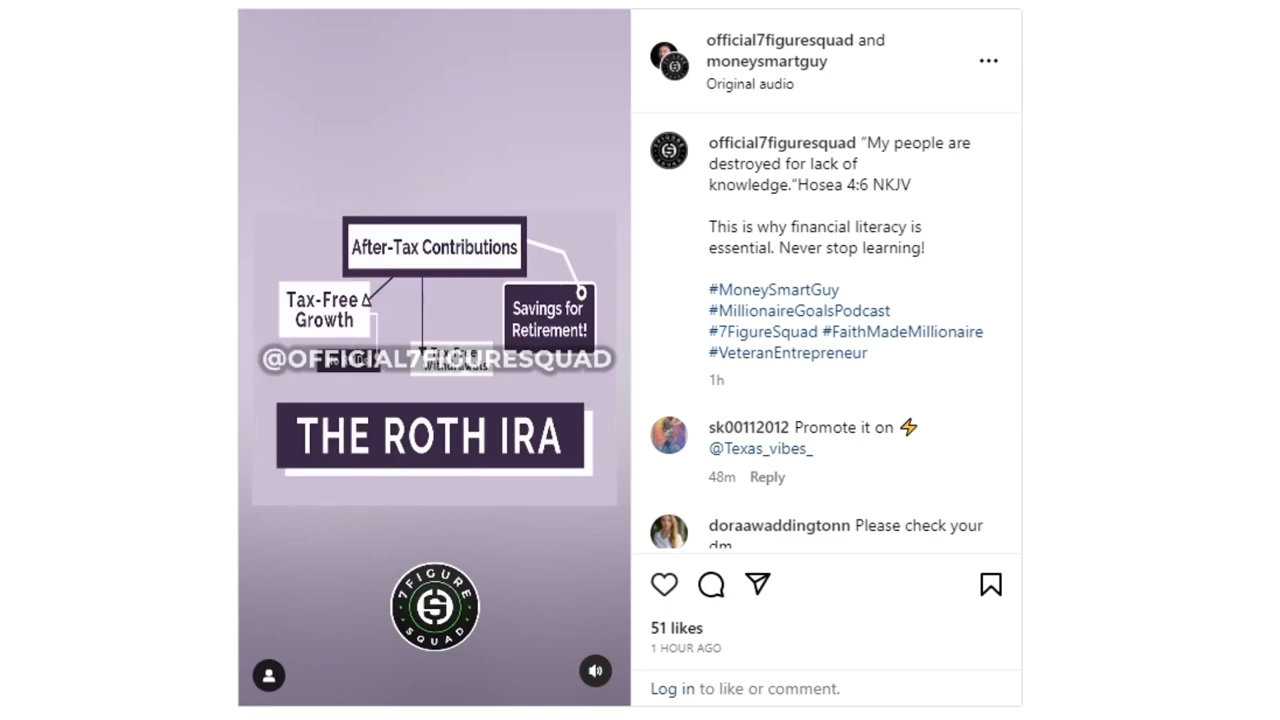 After-Tax Contributions
Tax-Free
Growth
Savings for
Retirement!
@OFFICIAL7FIGURESQUAD
Withdrawals
THE ROTH IRA
7 FIGURE
SQUAD
official7figuresquad and
moneysmartguy
Original audio
official7figuresquad “My people are
destroyed for lack of
knowledge.“Hosea 4:6 NKJV
This is why financial literacy is
essential. Never stop learning!
#MoneySmartGuy
#MillionaireGoalsPodcast
#7FigureSquad #FaithMadeMillionaire
#VeteranEntrepreneur
1h
sk00112012 Promote it on ⚡
@Texas_vibes_
48m Reply
doraawaddingtonn Please check your
dm
51 likes
1 HOUR AGO
Log in to like or comment.